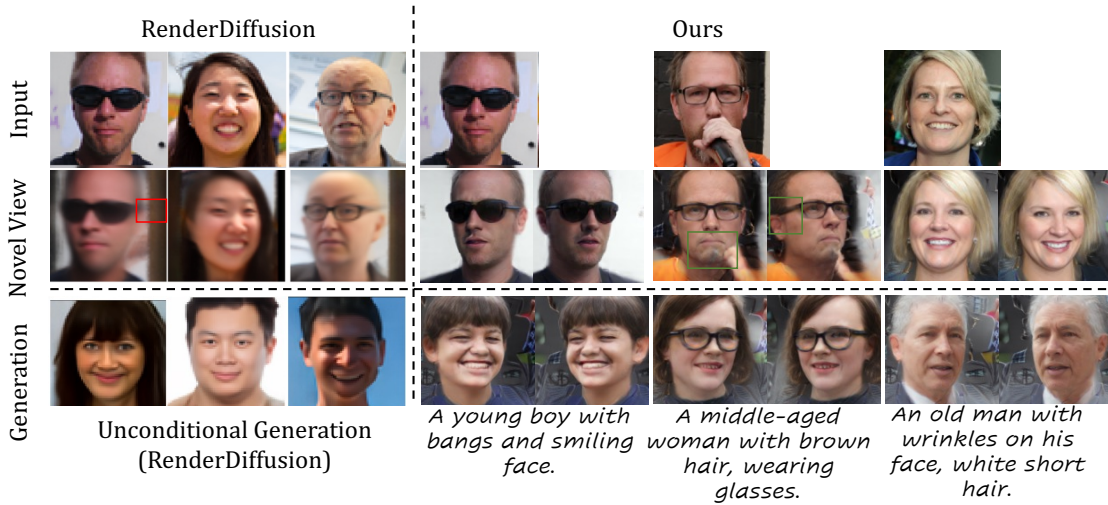 RenderDiffusion
Ours
Input
Novel View
Generation
Unconditional Generation
(RenderDiffusion)
A young boy with
bangs and smiling
face.
A middle-aged
woman with brown
hair, wearing
glasses.
An old man with
wrinkles on his
face, white short
hair.